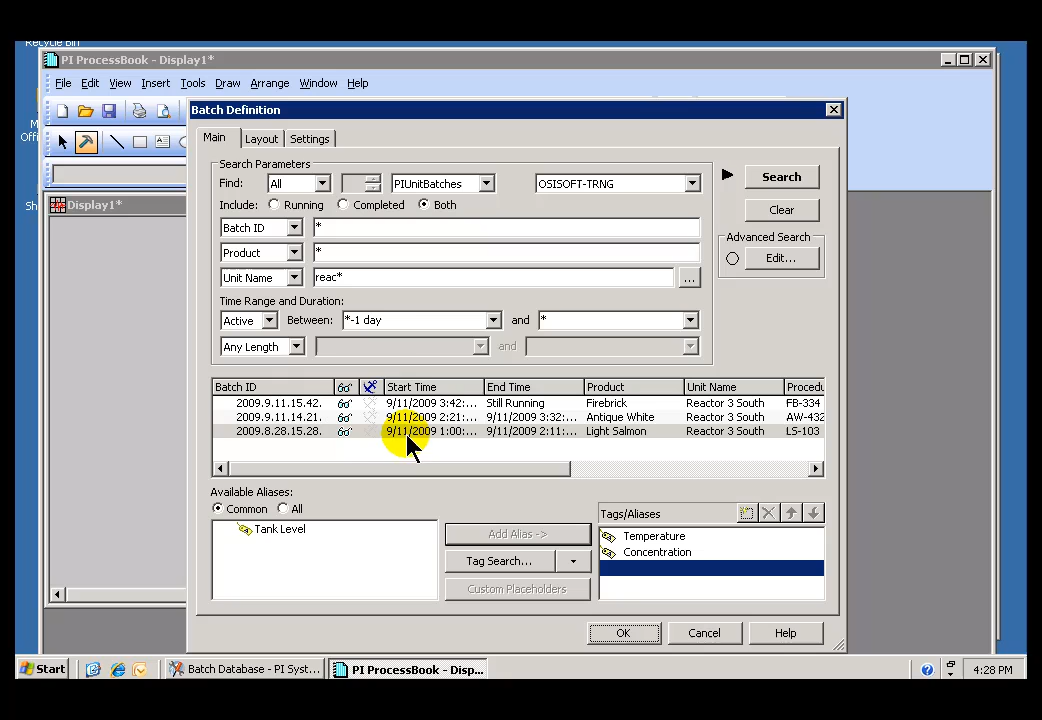 Recycle Bin
PI ProcessBook - Display1*
File Edit View Insert Tools Draw Arrange Window Help
Batch Definition
Main Layout Settings
Display1*
Search Parameters
Find: All PIUnitBatches OSISOFT-TRNG Search
Include: Running Completed Both Clear
Batch ID *
Advanced Search
Product * Edit...
Unit Name reac* ...
Time Range and Duration:
Active Between: *-1 day and *
Any Length and
Batch ID Start Time End Time Product Unit Name Procedu
2009.9.11.15.42. 9/11/2009 3:42:... Still Running Firebrick Reactor 3 South FB-334
2009.9.11.14.21. 9/11/2009 2:21:... 9/11/2009 3:32:... Antique White Reactor 3 South AW-432
2009.8.28.15.28. 9/11/2009 1:00:... 9/11/2009 2:11:... Light Salmon Reactor 3 South LS-103
Available Aliases:
Common All
Tags/Aliases
Tank Level
Add Alias ->
Temperature
Concentration
Tag Search...
Custom Placeholders
OK Cancel Help
Start Batch Database - PI Syst... PI ProcessBook - Disp... 4:28 PM